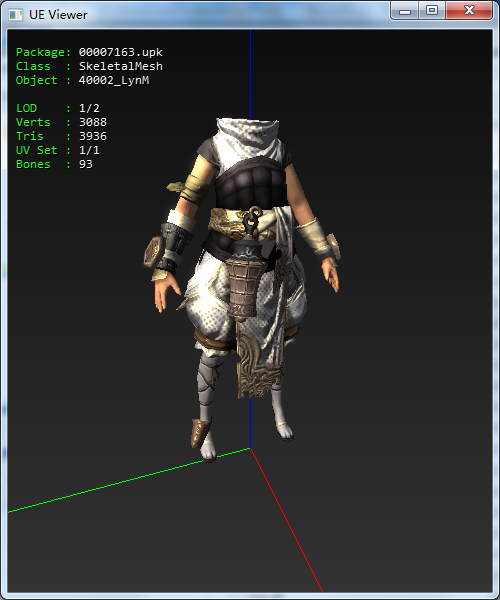 UE Viewer
Package: 00007163.upk
Class : SkeletalMesh
Object : 40002_LynM
LOD : 1/2
Verts : 3088
Tris : 3936
UV Set : 1/1
Bones : 93